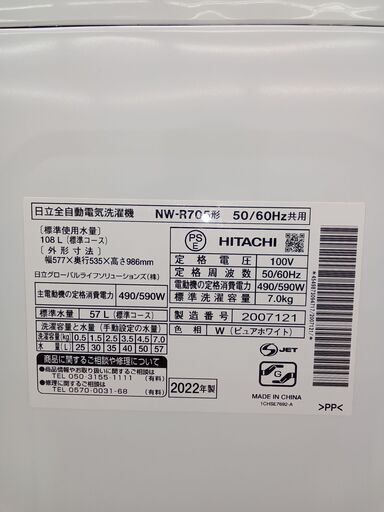 日立全自動電気洗濯機 NW-R705形 50/60Hz共用
〔標準使用水量〕
108 L（標準コース）
〔外 形 寸 法〕
幅577×奥行535×高さ986mm
日立グローバルライフソリューションズ(株)
主電動機の定格消費電力 490/590W
標準水量 57 L（標準コース）
洗濯容量と水量（手動設定の水量）
洗濯容量 kg 0.5 1.5 2.5 3.5 4.5 7.0
水 量 L 25 30 35 40 50 57
商品に関するご相談や修理について
商品情報やお取り扱いに関するご相談は
TEL 050-3155-1111 （有料）
修理に関するご相談は
TEL 0570-0031-68 （有料）
PS
E
HITACHI
定 格 電 圧 100V
定 格 周 波 数 50/60Hz
電動機の定格消費電力 490/590W
標準洗濯容量 7.0kg
製 造 番 号 2007121
色 相 W（ピュアホワイト）
2022年製
S JET
G
MADE IN CHINA
1CHSE7692-A
>PP<